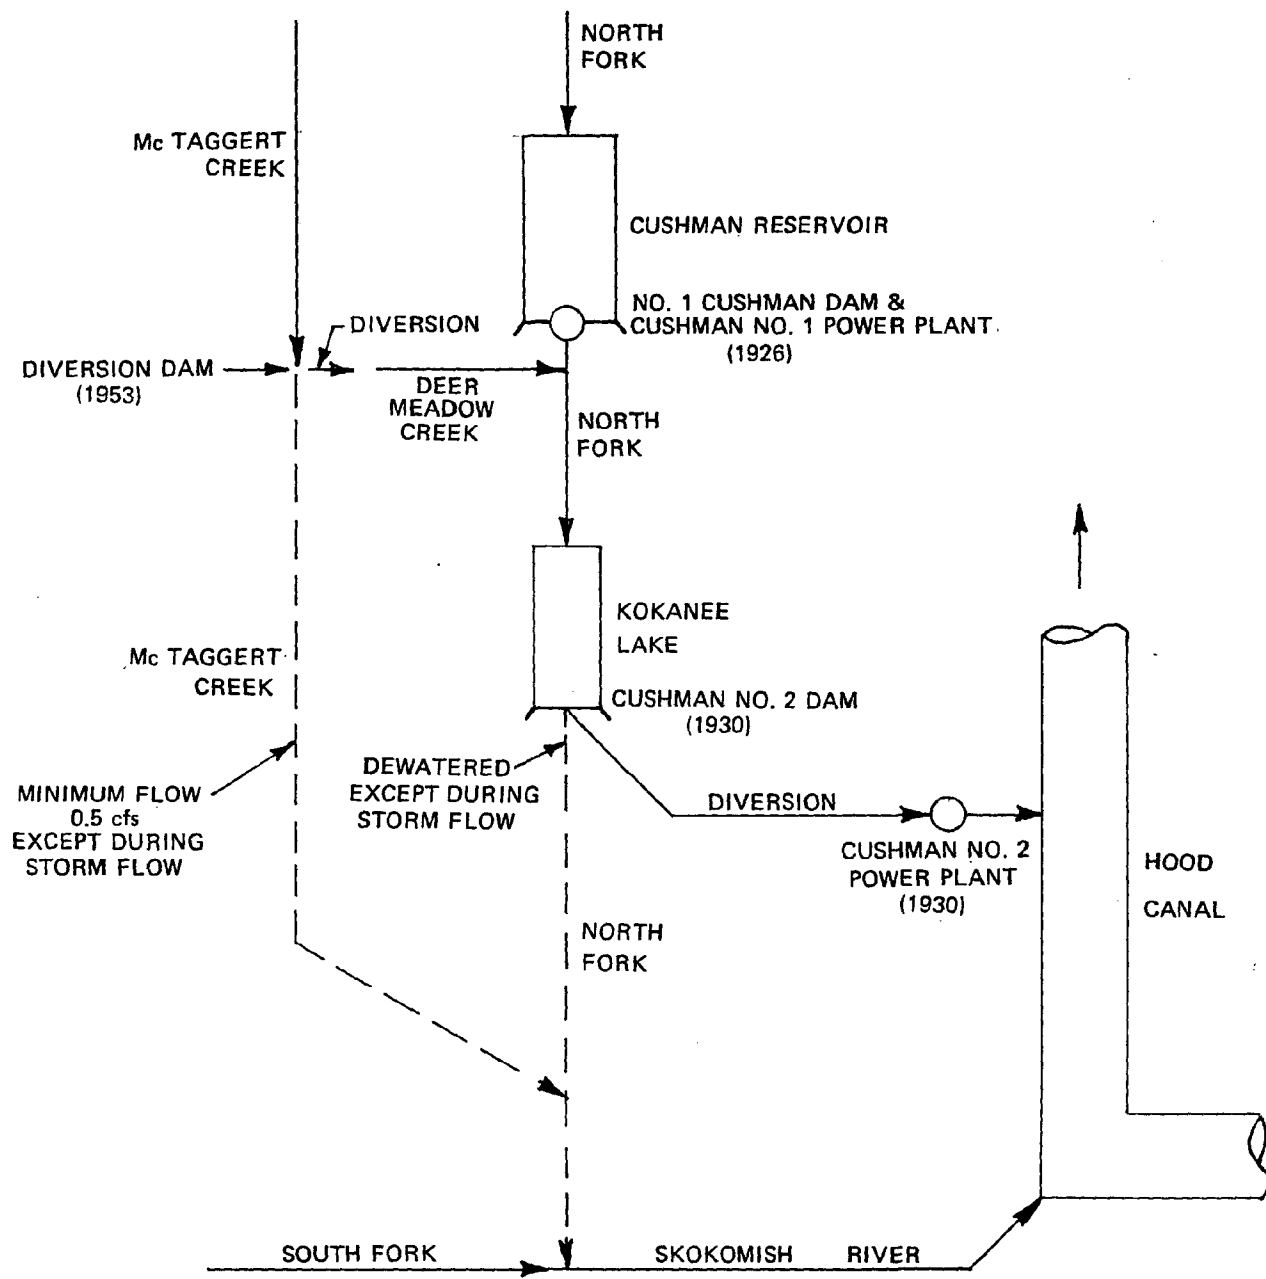 NORTH
FORK
Mc TAGGERT
CREEK
CUSHMAN RESERVOIR
NO. 1 CUSHMAN DAM &
CUSHMAN NO. 1 POWER PLANT
(1926)
DIVERSION
DIVERSION DAM
(1953)
DEER
MEADOW
CREEK
NORTH
FORK
KOKANEE
LAKE
Mc TAGGERT
CREEK
CUSHMAN NO. 2 DAM
(1930)
DEWATERED
EXCEPT DURING
STORM FLOW
MINIMUM FLOW
0.5 cfs
EXCEPT DURING
STORM FLOW
DIVERSION
CUSHMAN NO. 2
POWER PLANT
(1930)
HOOD
CANAL
NORTH
FORK
SOUTH FORK
SKOKOMISH RIVER